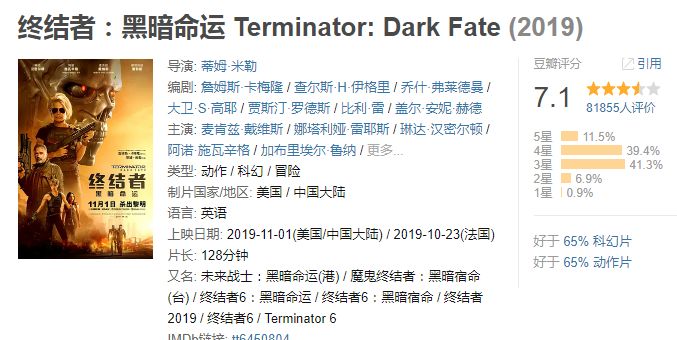 终结者：黑暗命运 Terminator: Dark Fate (2019)
TERMINATOR
终结者
黑暗命运
11月1日 杀出黎明
导演: 蒂姆·米勒
编剧: 詹姆斯·卡梅隆 / 查尔斯·H·伊格里 / 乔什·弗莱德曼 /
大卫·S·高耶 / 贾斯汀·罗德斯 / 比利·雷 / 盖尔·安妮·赫德
主演: 麦肯兹·戴维斯 / 娜塔利娅·雷耶斯 / 琳达·汉密尔顿 /
阿诺·施瓦辛格 / 加布里埃尔·鲁纳 / 更多...
类型: 动作 / 科幻 / 冒险
制片国家/地区: 美国 / 中国大陆
语言: 英语
上映日期: 2019-11-01(美国/中国大陆) / 2019-10-23(法国)
片长: 128分钟
又名: 未来战士：黑暗命运(港) / 魔鬼终结者：黑暗宿命
(台) / 终结者6：黑暗命运 / 终结者6：黑暗宿命 / 终结者
2019 / 终结者6 / Terminator 6
IMDb链接: tt6450804
豆瓣评分 引用
7.1
81855人评价
5星 11.5%
4星 39.4%
3星 41.3%
2星 6.9%
1星 0.9%
好于 65% 科幻片
好于 65% 动作片